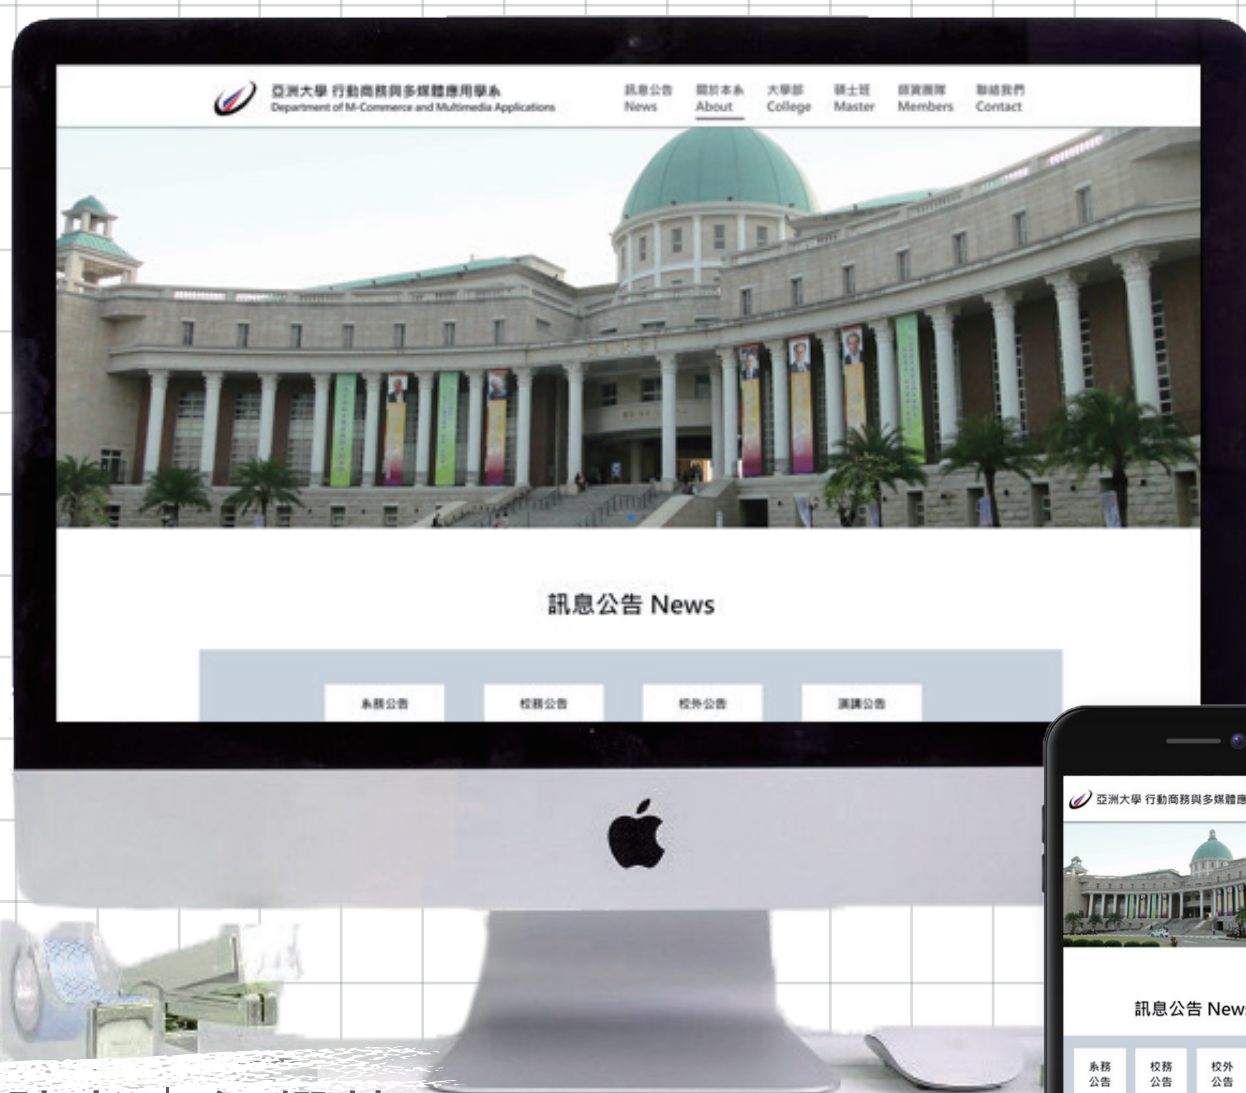 亞洲大學 行動商務與多媒體應用學系
Department of M-Commerce and Multimedia Applications
訊息公告 關於本系 大學部 碩士班 師資團隊 聯絡我們
News About College Master Members Contact
訊息公告 News
系務公告 校務公告 校外公告 演講公告
亞洲大學 行動商務與多媒體應
訊息公告 News
系務 校務 校外
公告 公告 公告